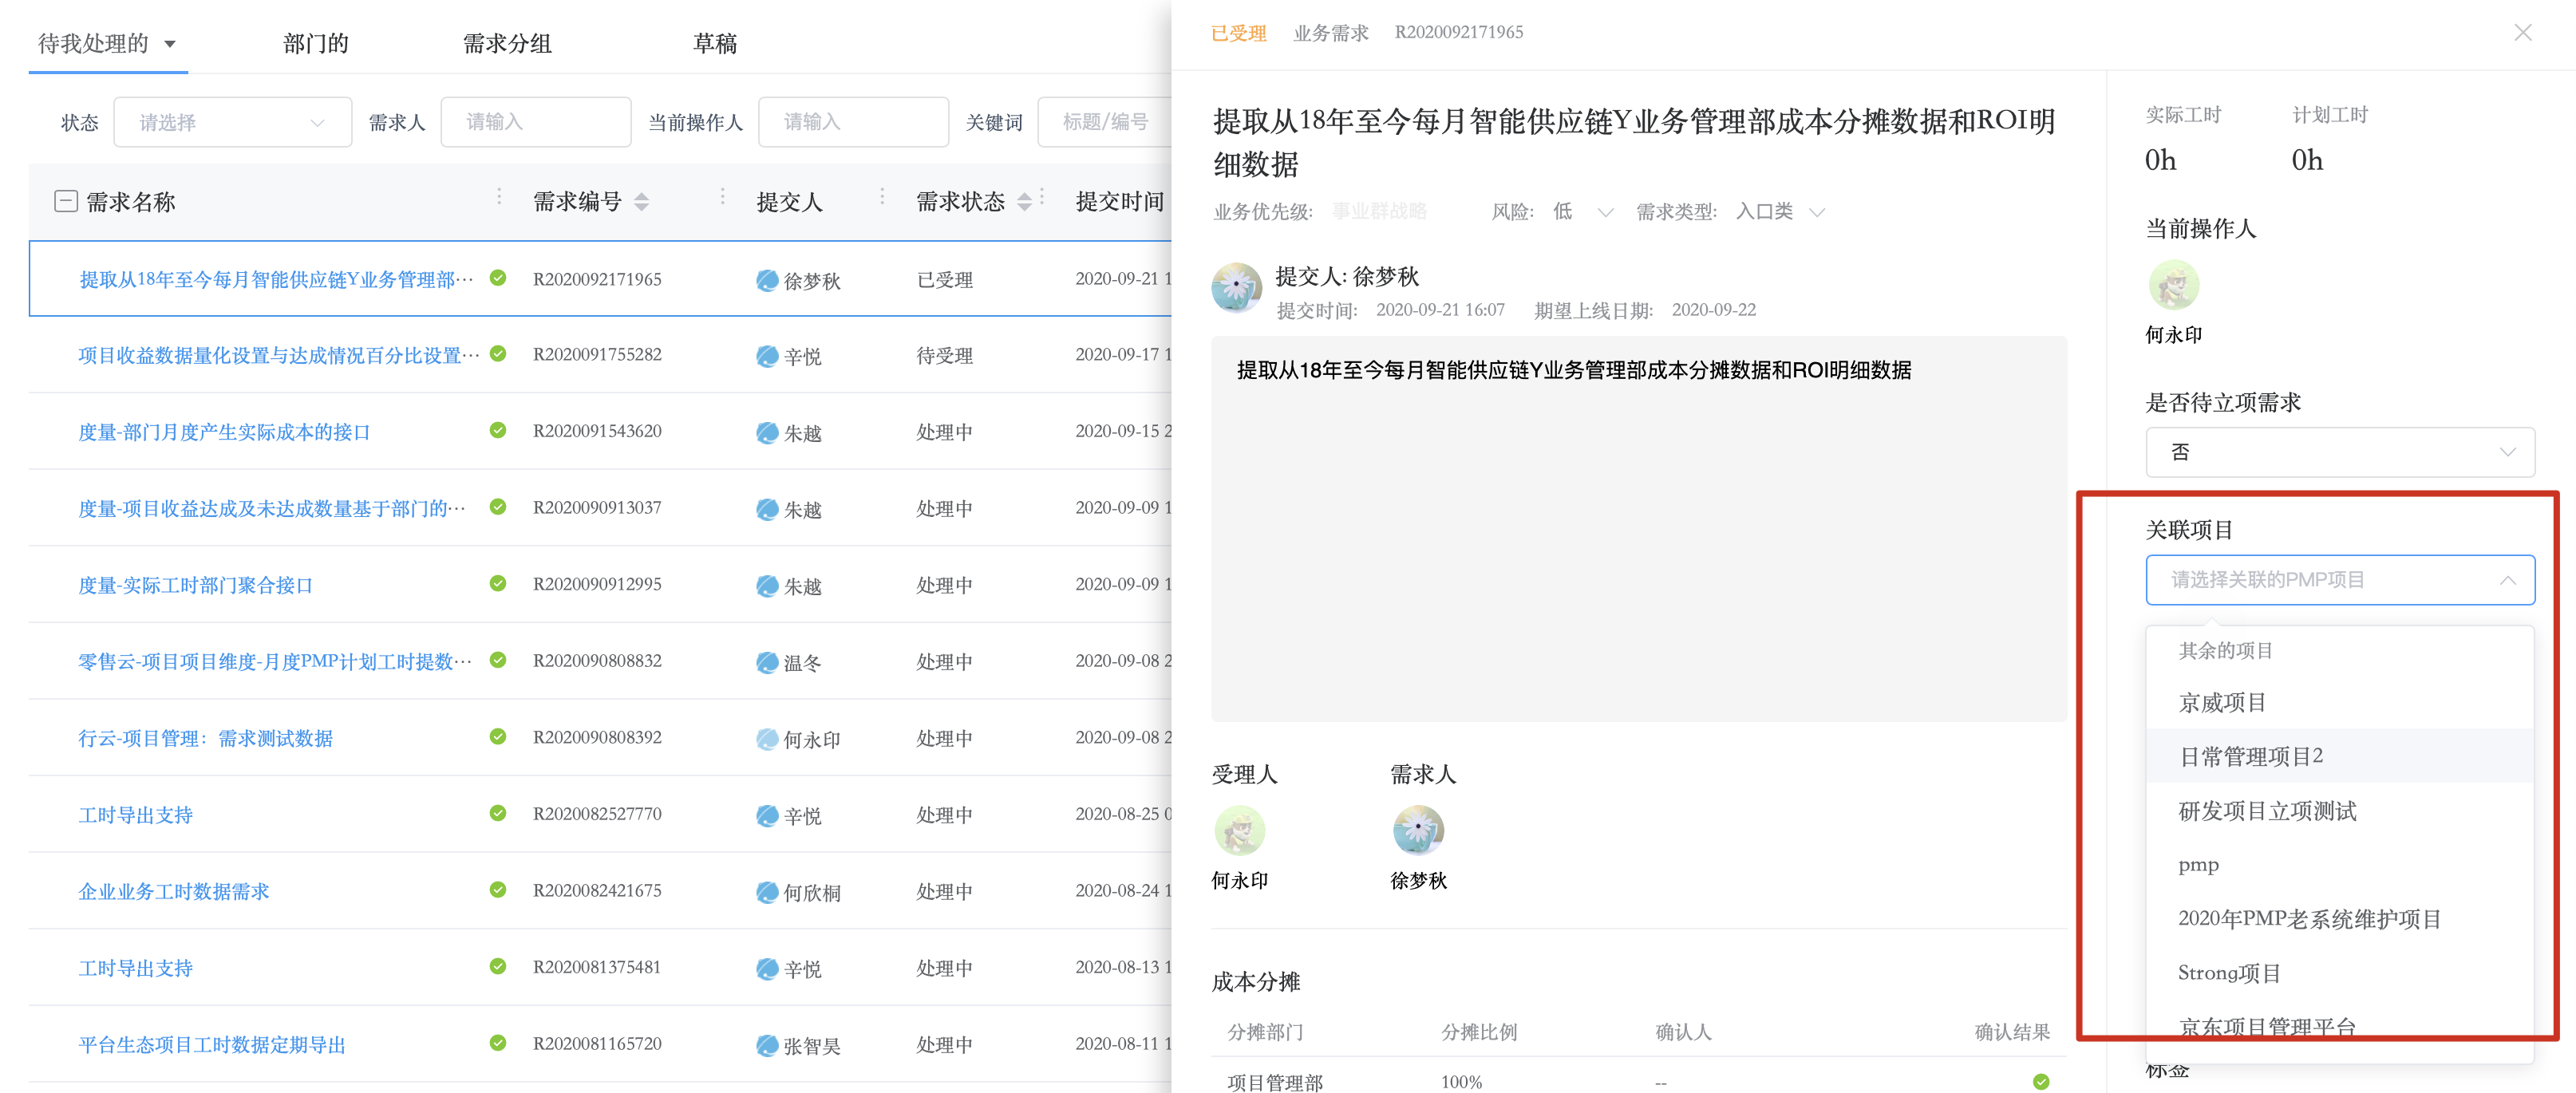 待我处理的 部门的 需求分组 草稿
状态 请选择 需求人 请输入 当前操作人 请输入 关键词 标题/编号
需求名称 需求编号 提交人 需求状态 提交时间
提取从18年至今每月智能供应链Y业务管理部… R2020092171965 徐梦秋 已受理 2020-09-21 1
项目收益数据量化设置与达成情况百分比设置… R2020091755282 辛悦 待受理 2020-09-17 1
度量-部门月度产生实际成本的接口 R2020091543620 朱越 处理中 2020-09-15 2
度量-项目收益达成及未达成数量基于部门的… R2020090913037 朱越 处理中 2020-09-09 1
度量-实际工时部门聚合接口 R2020090912995 朱越 处理中 2020-09-09 1
零售云-项目项目维度-月度PMP计划工时提数… R2020090808832 温冬 处理中 2020-09-08 2
行云-项目管理：需求测试数据 R2020090808392 何永印 处理中 2020-09-08 2
工时导出支持 R2020082527770 辛悦 处理中 2020-08-25 0
企业业务工时数据需求 R2020082421675 何欣桐 处理中 2020-08-24 1
工时导出支持 R2020081375481 辛悦 处理中 2020-08-13 1
平台生态项目工时数据定期导出 R2020081165720 张智昊 处理中 2020-08-11 1
已受理 业务需求 R2020092171965
提取从18年至今每月智能供应链Y业务管理部成本分摊数据和ROI明
细数据
业务优先级: 事业群战略 风险: 低 需求类型: 入口类
提交人: 徐梦秋
提交时间: 2020-09-21 16:07 期望上线日期: 2020-09-22
提取从18年至今每月智能供应链Y业务管理部成本分摊数据和ROI明细数据
受理人 需求人
何永印 徐梦秋
成本分摊
分摊部门 分摊比例 确认人 确认结果
项目管理部 100% --
实际工时 计划工时
0h 0h
当前操作人
何永印
是否待立项需求
否
关联项目
请选择关联的PMP项目
其余的项目
京威项目
日常管理项目2
研发项目立项测试
pmp
2020年PMP老系统维护项目
Strong项目
京东项目管理平台
标签